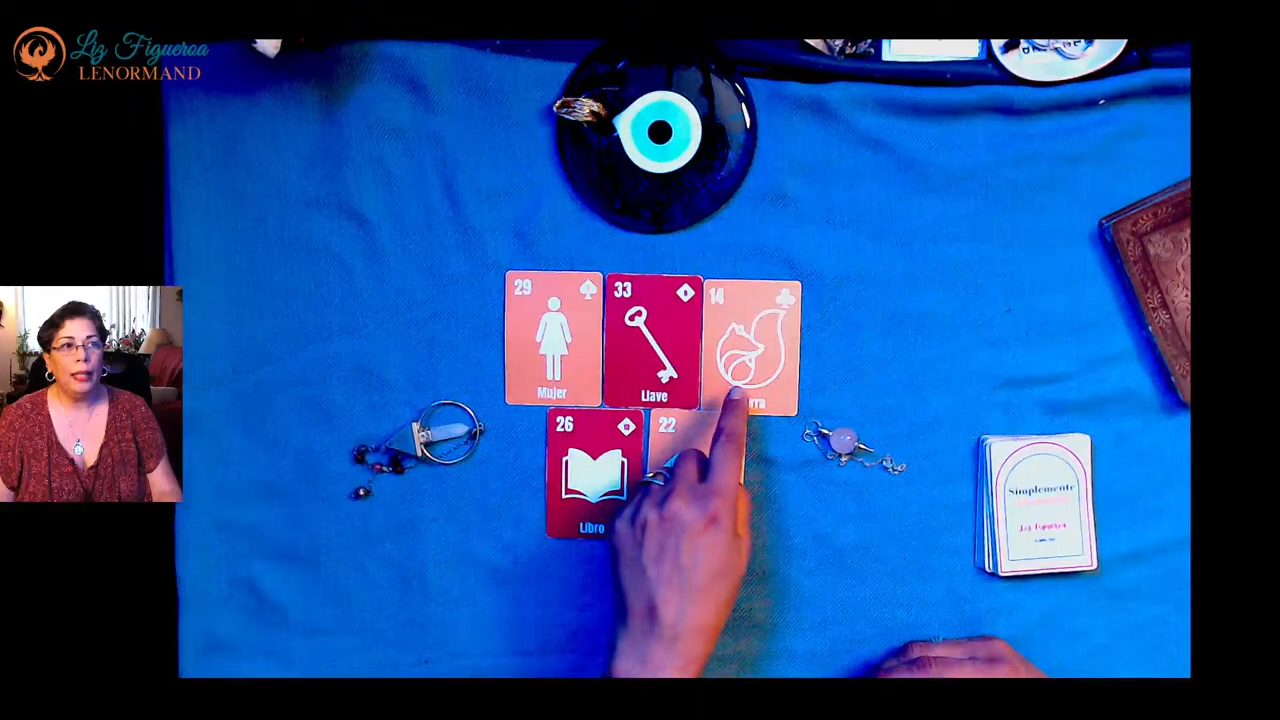 Liz Figueroa
LENORMAND
29
Mujer
33
Llave
14
26
Libro
22
Simplemente
Liz Figueroa